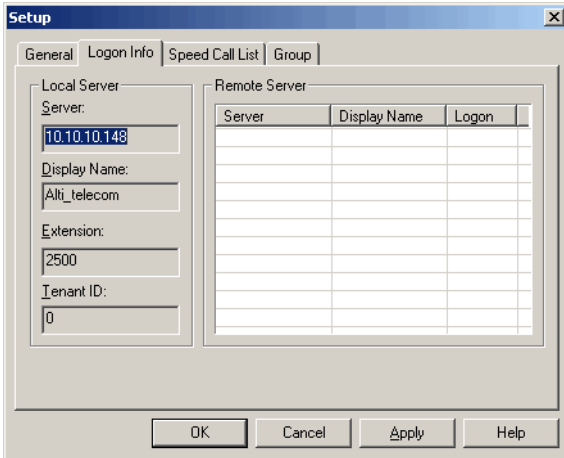 Setup
General Logon Info Speed Call List Group
Local Server
Server:
10.10.10.148
Display Name:
Alti_telecom
Extension:
2500
Tenant ID:
0
Remote Server
Server Display Name Logon
OK Cancel Apply Help